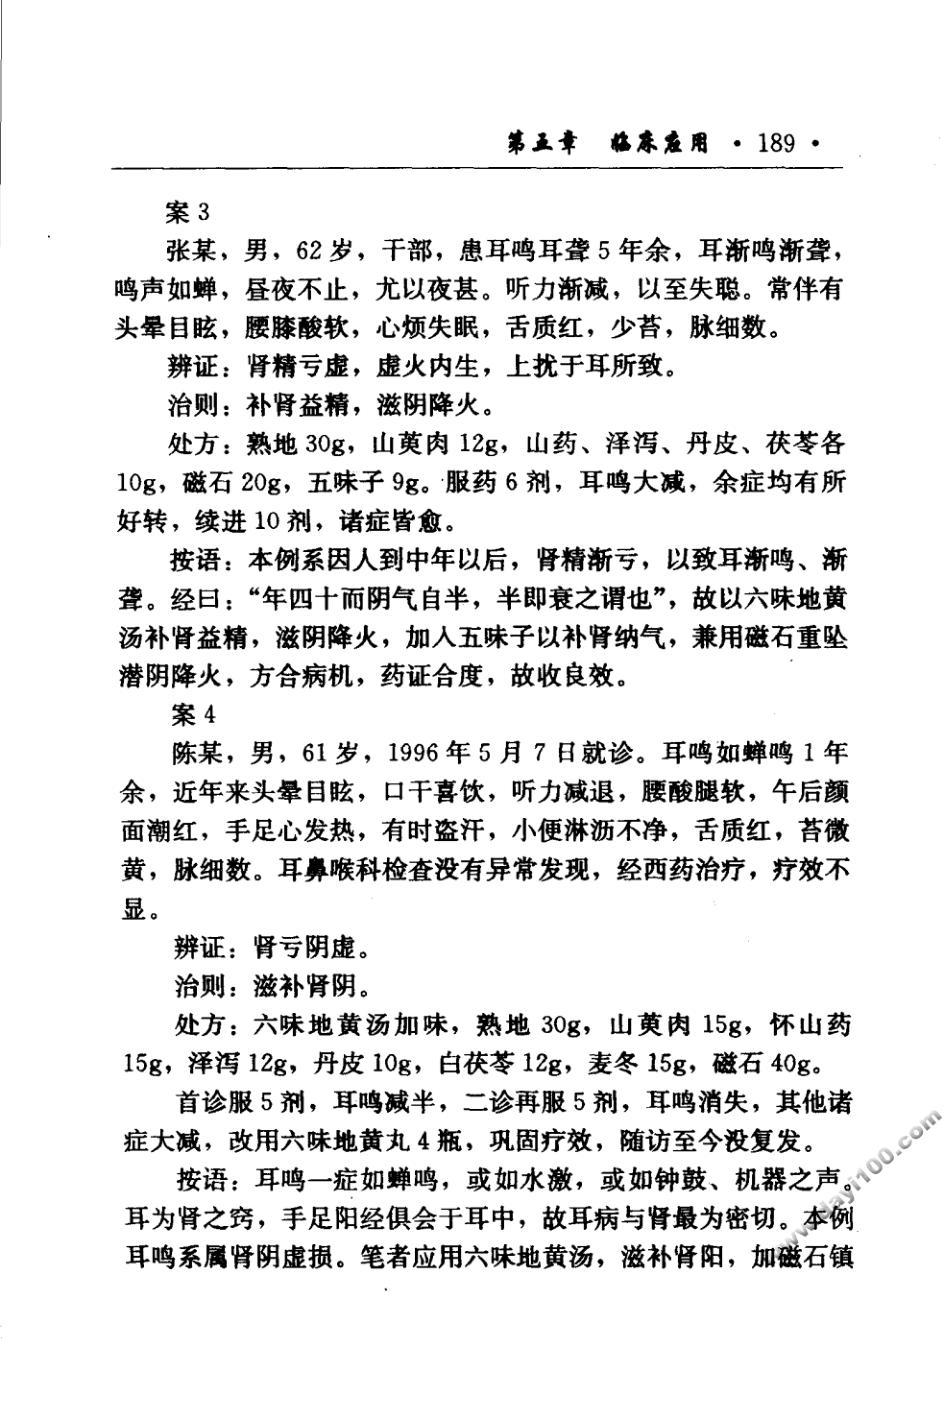 第五章 临床应用 · 189 ·
案 3
张某，男，62 岁，干部，患耳鸣耳聋 5 年余，耳渐鸣渐聋，
鸣声如蝉，昼夜不止，尤以夜甚。听力渐减，以至失聪。常伴有
头晕目眩，腰膝酸软，心烦失眠，舌质红，少苔，脉细数。
辨证：肾精亏虚，虚火内生，上扰于耳所致。
治则：补肾益精，滋阴降火。
处方：熟地 30g，山萸肉 12g，山药、泽泻、丹皮、茯苓各
10g，磁石 20g，五味子 9g。服药 6 剂，耳鸣大减，余症均有所
好转，续进 10 剂，诸症皆愈。
按语：本例系因人到中年以后，肾精渐亏，以致耳渐鸣、渐
聋。经曰：“年四十而阴气自半，半即衰之谓也”，故以六味地黄
汤补肾益精，滋阴降火，加入五味子以补肾纳气，兼用磁石重坠
潜阴降火，方合病机，药证合度，故收良效。
案 4
陈某，男，61 岁，1996 年 5 月 7 日就诊。耳鸣如蝉鸣 1 年
余，近年来头晕目眩，口干喜饮，听力减退，腰酸腿软，午后颜
面潮红，手足心发热，有时盗汗，小便淋沥不净，舌质红，苔微
黄，脉细数。耳鼻喉科检查没有异常发现，经西药治疗，疗效不
显。
辨证：肾亏阴虚。
治则：滋补肾阴。
处方：六味地黄汤加味，熟地 30g，山萸肉 15g，怀山药
15g，泽泻 12g，丹皮 10g，白茯苓 12g，麦冬 15g，磁石 40g。
首诊服 5 剂，耳鸣减半，二诊再服 5 剂，耳鸣消失，其他诸
症大减，改用六味地黄丸 4 瓶，巩固疗效，随访至今没复发。
按语：耳鸣一症如蝉鸣，或如水激，或如钟鼓、机器之声。
耳为肾之窍，手足阳经俱会于耳中，故耳病与肾最为密切。本例
耳鸣系属肾阴虚损。笔者应用六味地黄汤，滋补肾阳，加磁石镇
www.dayi100.com